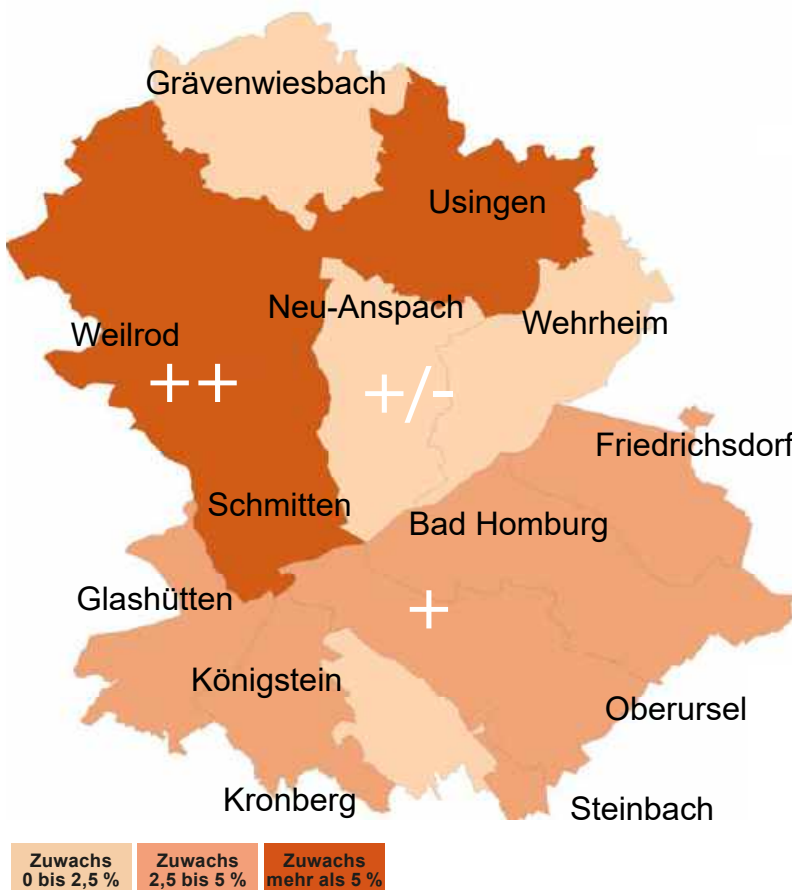 Grävenwiesbach
Usingen
Neu-Anspach
Wehrheim
Weilrod
++
+/-
Friedrichsdorf
Schmitten
Bad Homburg
Glashütten
+
Königstein
Oberursel
Kronberg
Steinbach
Zuwachs
0 bis 2,5 %
Zuwachs
2,5 bis 5 %
Zuwachs
mehr als 5 %